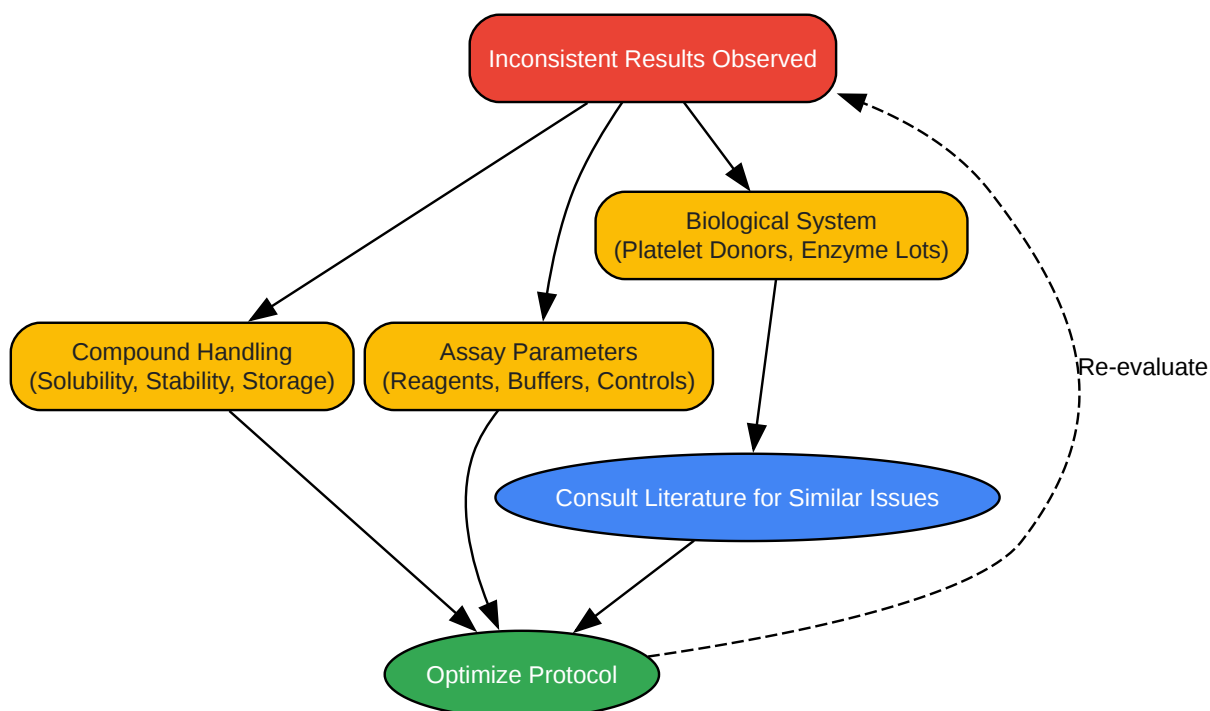 Inconsistent Results Observed
Biological System
(Platelet Donors, Enzyme Lots)
Compound Handling
(Solubility, Stability, Storage)
Assay Parameters
(Reagents, Buffers, Controls)
Re-evaluate
Consult Literature for Similar Issues
Optimize Protocol